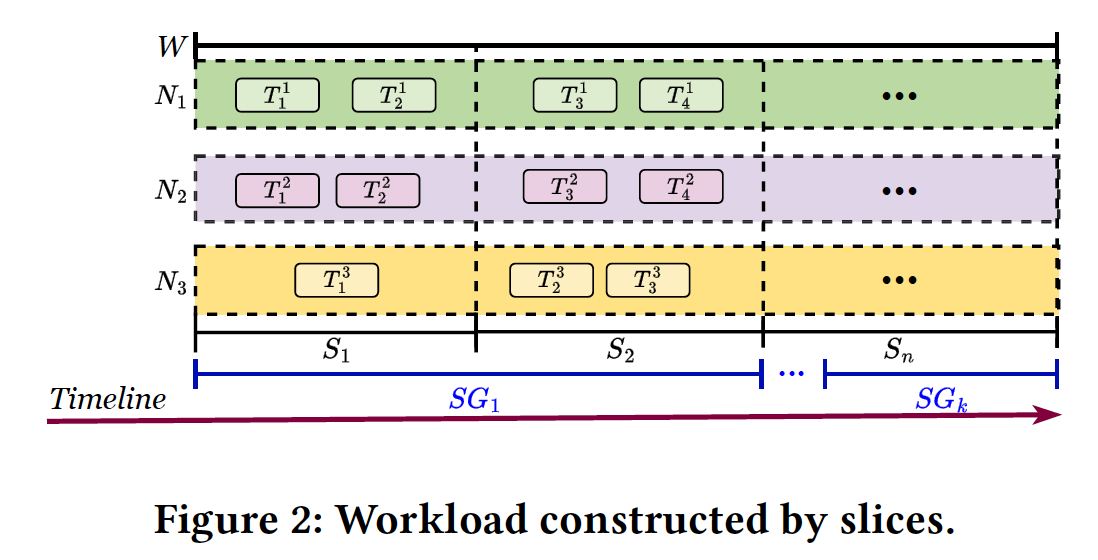 W
N₁ T₁¹ T₂¹ T₃¹ T₄¹ •••
N₂ T₁² T₂² T₃² T₄² •••
N₃ T₁³ T₂³ T₃³ •••
S₁ S₂ Sₙ
•••
SG₁ SGₖ
Timeline
Figure 2: Workload constructed by slices.